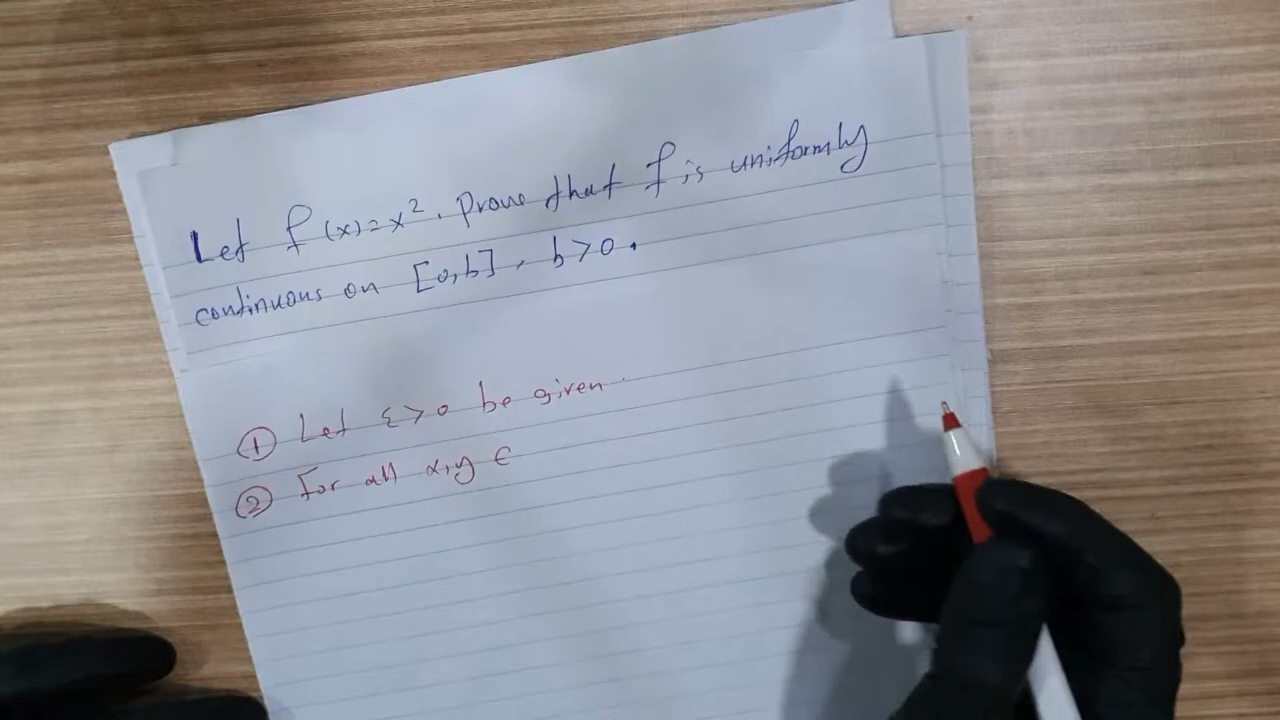 Let f(x)=x². Prove that f is uniformly
continuous on [0,b], b>0.
① Let ε>0 be given.
② For all x,y ∈